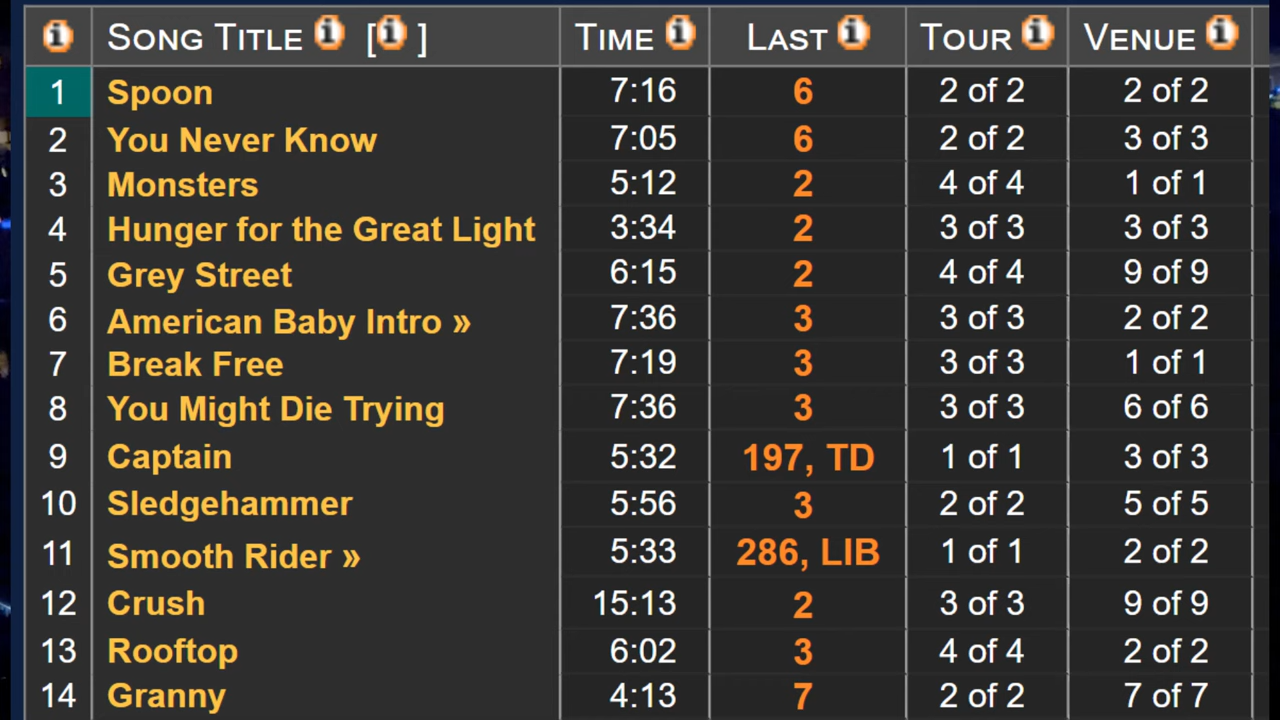 i SONG TITLE i [i] TIME i LAST i TOUR i VENUE i
1 Spoon 7:16 6 2 of 2 2 of 2
2 You Never Know 7:05 6 2 of 2 3 of 3
3 Monsters 5:12 2 4 of 4 1 of 1
4 Hunger for the Great Light 3:34 2 3 of 3 3 of 3
5 Grey Street 6:15 2 4 of 4 9 of 9
6 American Baby Intro » 7:36 3 3 of 3 2 of 2
7 Break Free 7:19 3 3 of 3 1 of 1
8 You Might Die Trying 7:36 3 3 of 3 6 of 6
9 Captain 5:32 197, TD 1 of 1 3 of 3
10 Sledgehammer 5:56 3 2 of 2 5 of 5
11 Smooth Rider » 5:33 286, LIB 1 of 1 2 of 2
12 Crush 15:13 2 3 of 3 9 of 9
13 Rooftop 6:02 3 4 of 4 2 of 2
14 Granny 4:13 7 2 of 2 7 of 7